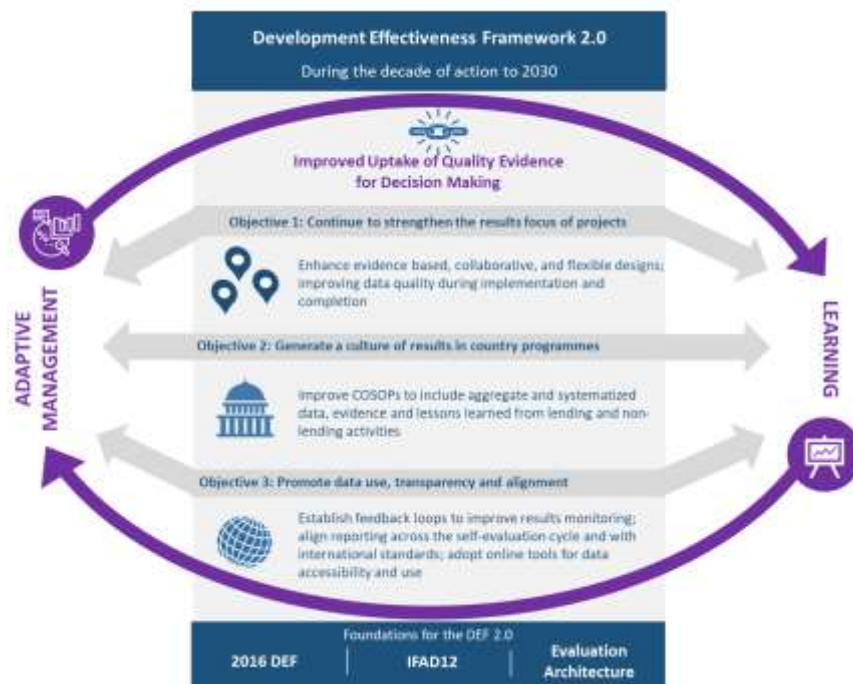 Development Effectiveness Framework 2.0
During the decade of action to 2030
Improved Uptake of Quality Evidence
for Decision Making
Objective 1: Continue to strengthen the results focus of projects
Enhance evidence based, collaborative, and flexible designs;
improving data quality during implementation and
completion
ADAPTIVE
MANAGEMENT
LEARNING
Objective 2: Generate a culture of results in country programmes
Improve COSOPs to include aggregate and systematized
data, evidence and lessons learned from lending and non-
lending activities
Objective 3: Promote data use, transparency and alignment
Establish feedback loops to improve results monitoring;
align reporting across the self-evaluation cycle and with
international standards; adopt online tools for data
accessibility and use
Foundations for the DEF 2.0
2016 DEF
IFAD12
Evaluation
Architecture